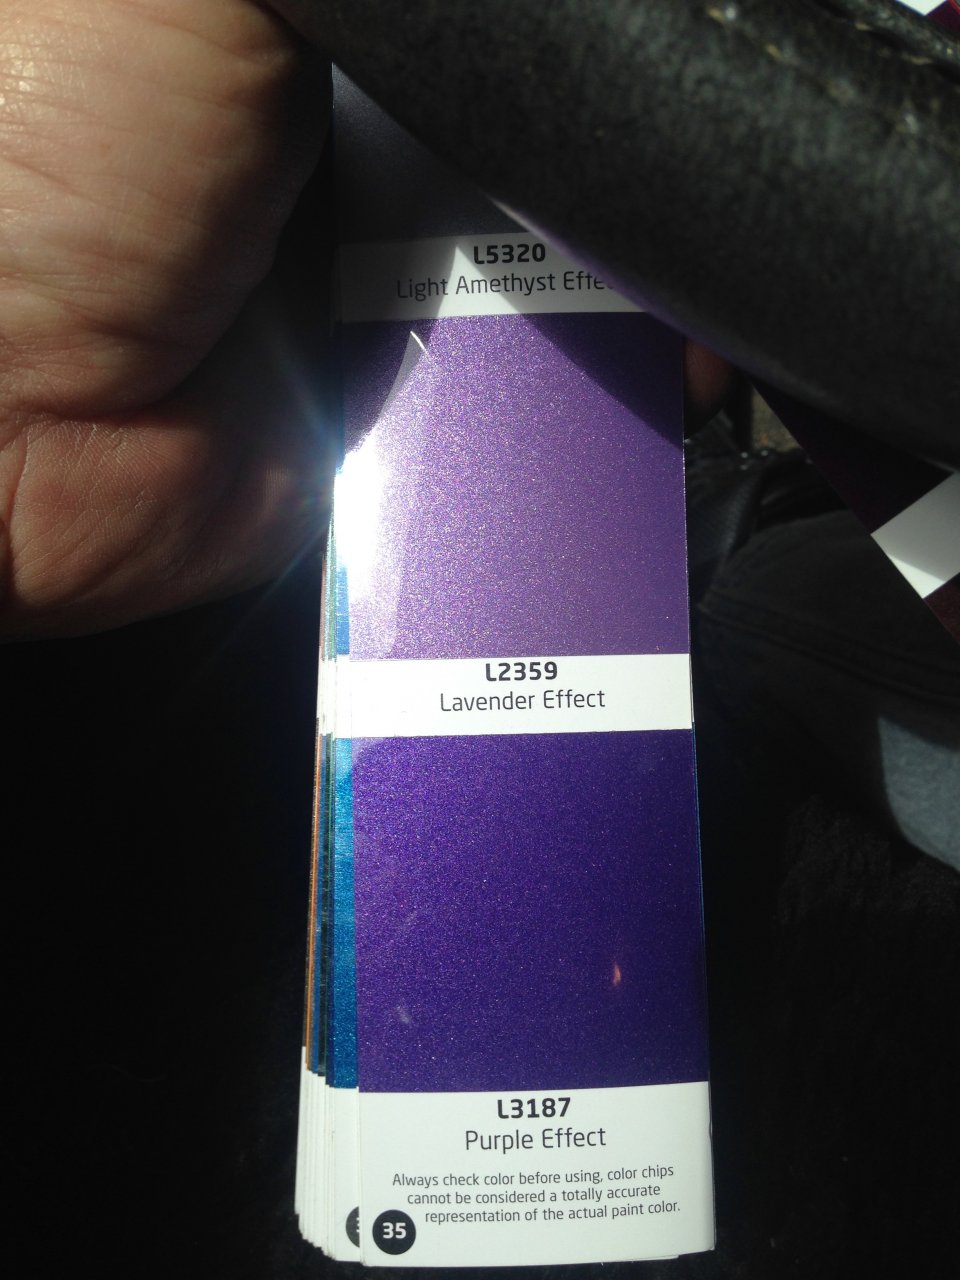 L5320
Light Amethyst Effe
L2359
Lavender Effect
L3187
Purple Effect
Always check color before using, color chips
cannot be considered a totally accurate
representation of the actual paint color.
35